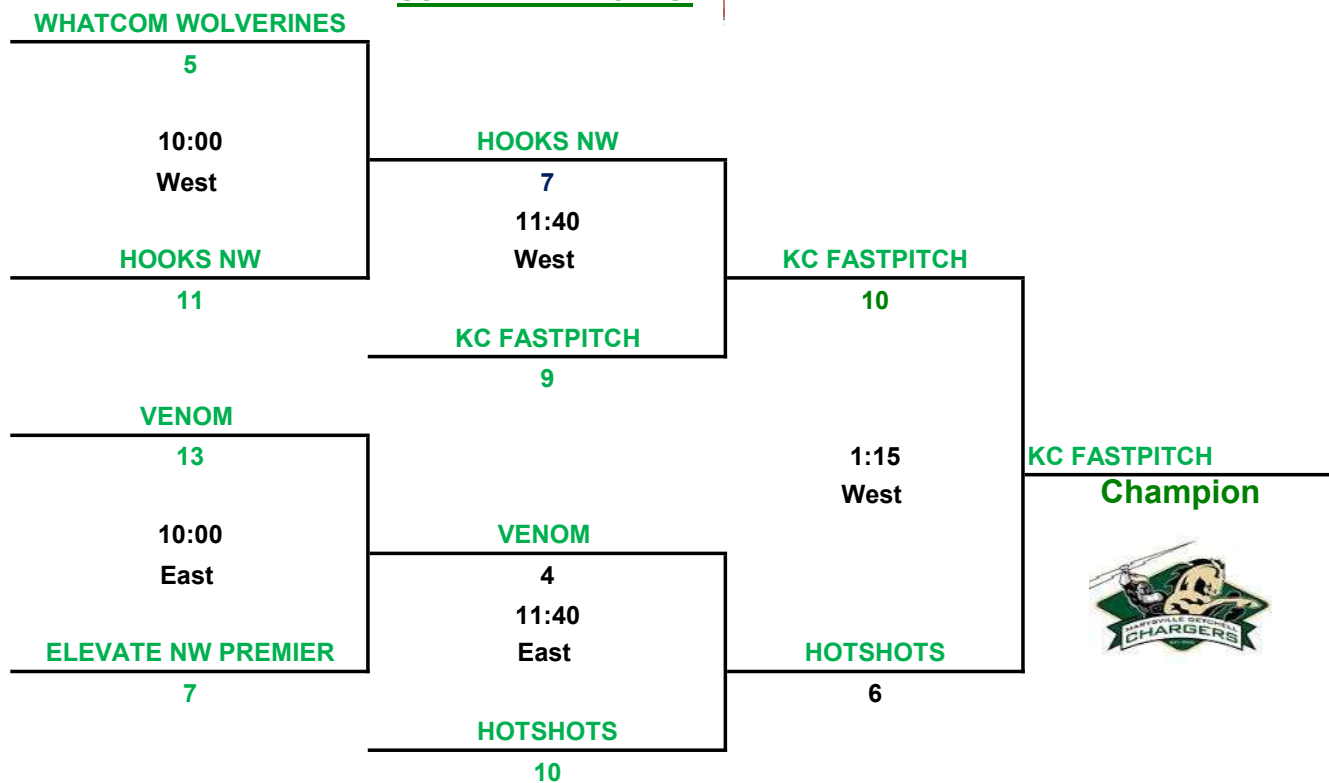 WHATCOM WOLVERINES
5
10:00
West
HOOKS NW
11
HOOKS NW
7
11:40
West
KC FASTPITCH
9
KC FASTPITCH
10
VENOM
13
10:00
East
ELEVATE NW PREMIER
7
VENOM
4
11:40
East
HOTSHOTS
10
1:15
West
HOTSHOTS
6
KC FASTPITCH
Champion
MARYSVILLE GETCHELL
CHARGERS